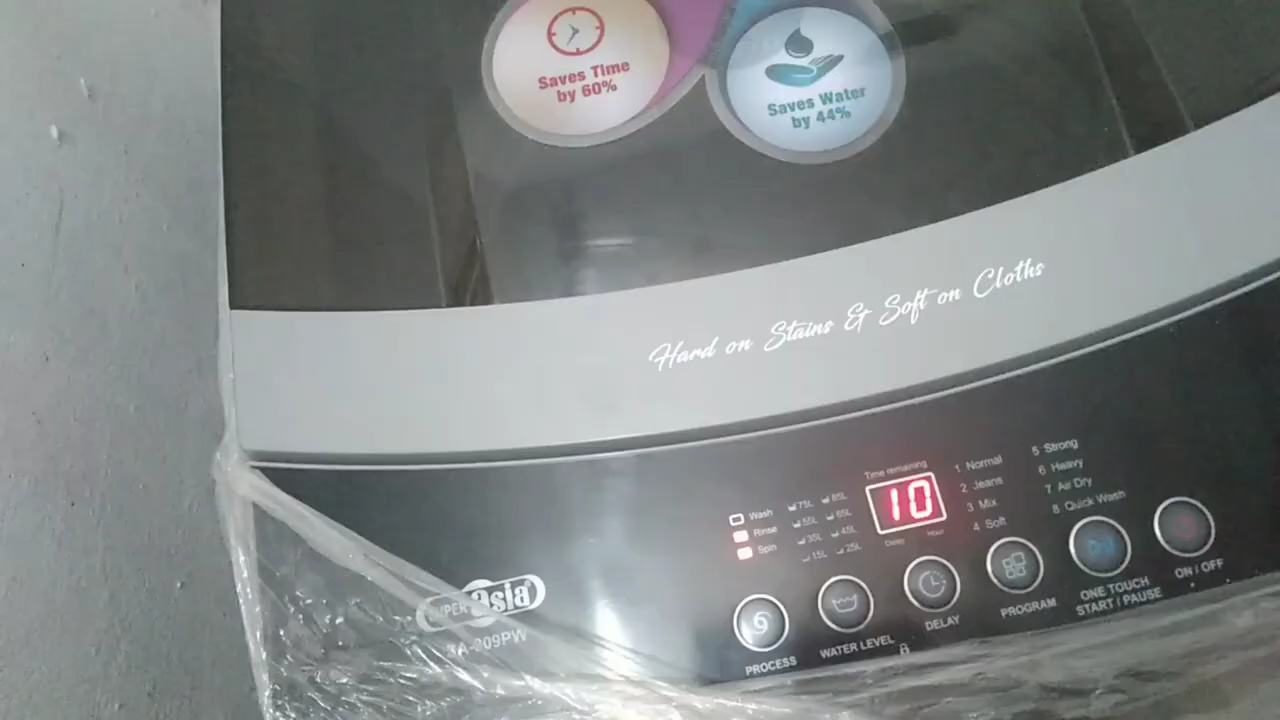 Saves Time
by 60%
Saves Water
by 44%
Hard on Stains & Soft on Cloths
Time remaining
10
Delay Hour
Wash
Rinse
Spin
75L 85L
55L 65L
35L 45L
15L 25L
1 Normal
2 Jeans
3 Mix
4 Soft
5 Strong
6 Heavy
7 Air Dry
8 Quick Wash
SUPER asia
PROCESS
WATER LEVEL
DELAY
PROGRAM
ONE TOUCH
START / PAUSE
ON / OFF